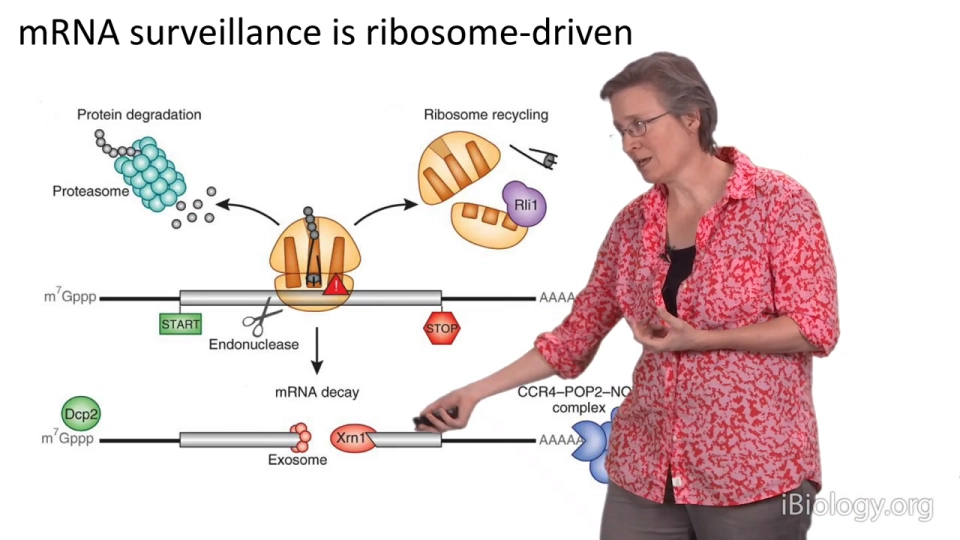 mRNA surveillance is ribosome-driven
Protein degradation
Ribosome recycling
Proteasome
Rli1
m7Gppp
AAAA
START
STOP
Endonuclease
mRNA decay
CCR4–POP2–NO
complex
Dcp2
m7Gppp
Xrn1
AAAAA
Exosome
iBiology.org